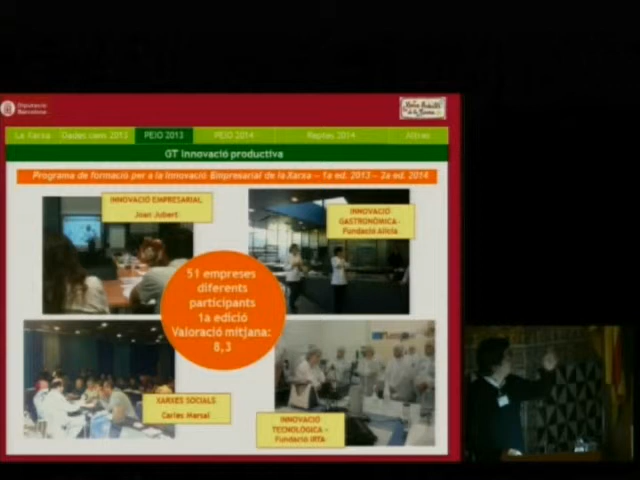 Diputació
Barcelona
La Xarxa
Dades usos 2013
PEIO 2013
PEIO 2014
Reptes 2014
Altres
GT Innovació productiva
Programa de formació per a la Innovació Empresarial de la Xarxa – 1a ed. 2013 – 2a ed. 2014
INNOVACIÓ EMPRESARIAL
Joan Jubert
INNOVACIÓ
GASTRONÒMICA -
Fundació Alícia
51 empreses
diferents
participants
1a edició
Valoració mitjana:
8,3
XARXES SOCIALS
Carles Marsal
INNOVACIÓ
TECNOLÒGICA –
Fundació IRTA